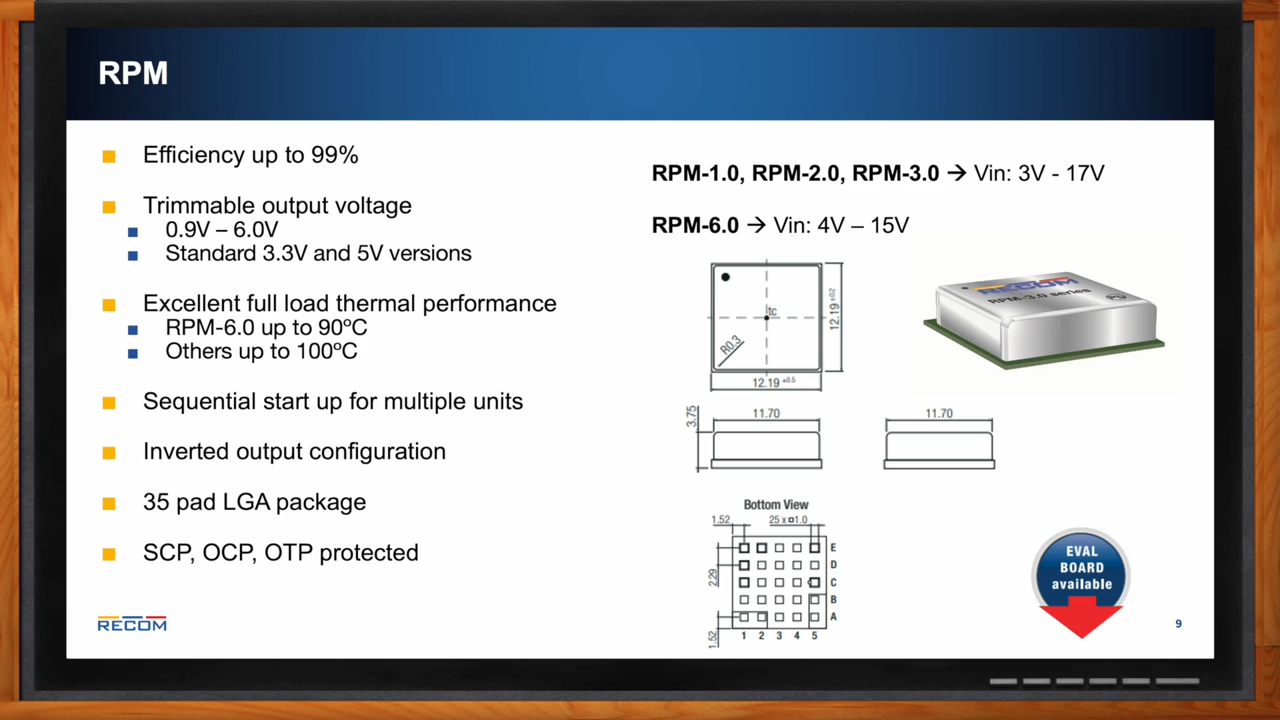 RPM
Efficiency up to 99%
Trimmable output voltage
0.9V – 6.0V
Standard 3.3V and 5V versions
Excellent full load thermal performance
RPM-6.0 up to 90ºC
Others up to 100ºC
Sequential start up for multiple units
Inverted output configuration
35 pad LGA package
SCP, OCP, OTP protected
RECOM
RPM-1.0, RPM-2.0, RPM-3.0 → Vin: 3V - 17V
RPM-6.0 → Vin: 4V – 15V
tc
R0.3
12.19 ±0.2
12.19 ±0.5
RECOM
RPM-3.0 series
3.75
11.70
11.70
Bottom View
1.52
25 x 1.0
2.29
1.52
E
D
C
B
A
1 2 3 4 5
EVAL
BOARD
available
9